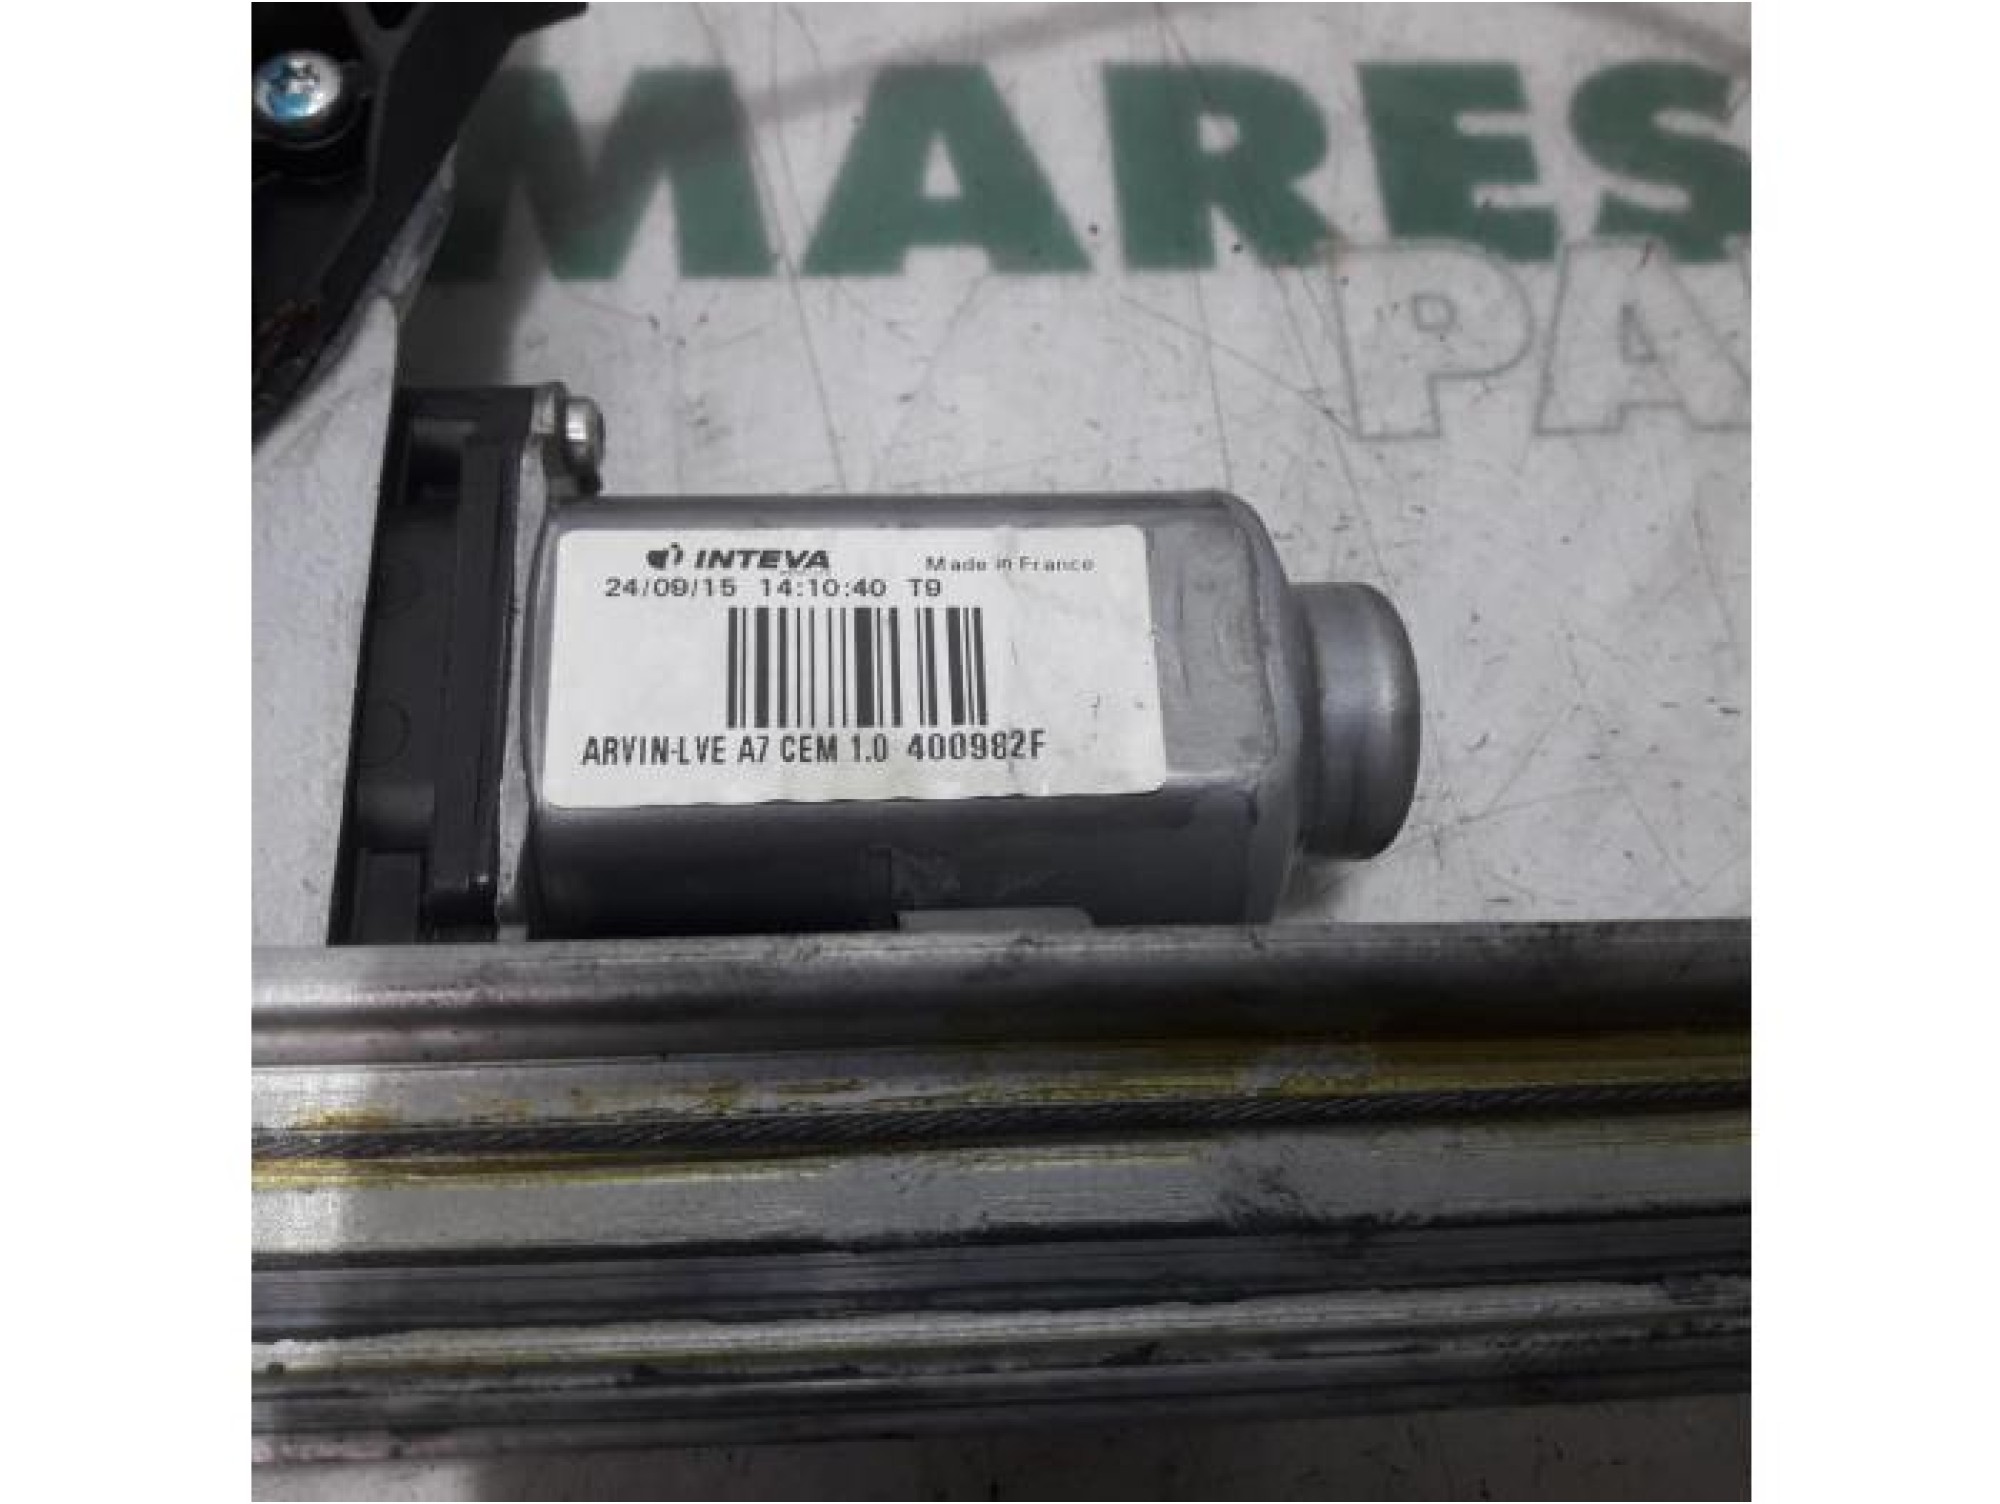 MARES
PA
INTEVA Made in France
24/09/15 14:10:40 T9
ARVIN-LVE A7 CEM 1.0 400982F